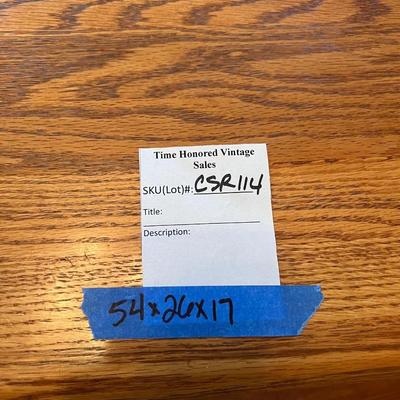 Time Honored Vintage
Sales
SKU(Lot)#: CSR114
Title:
Description:
54x26x17